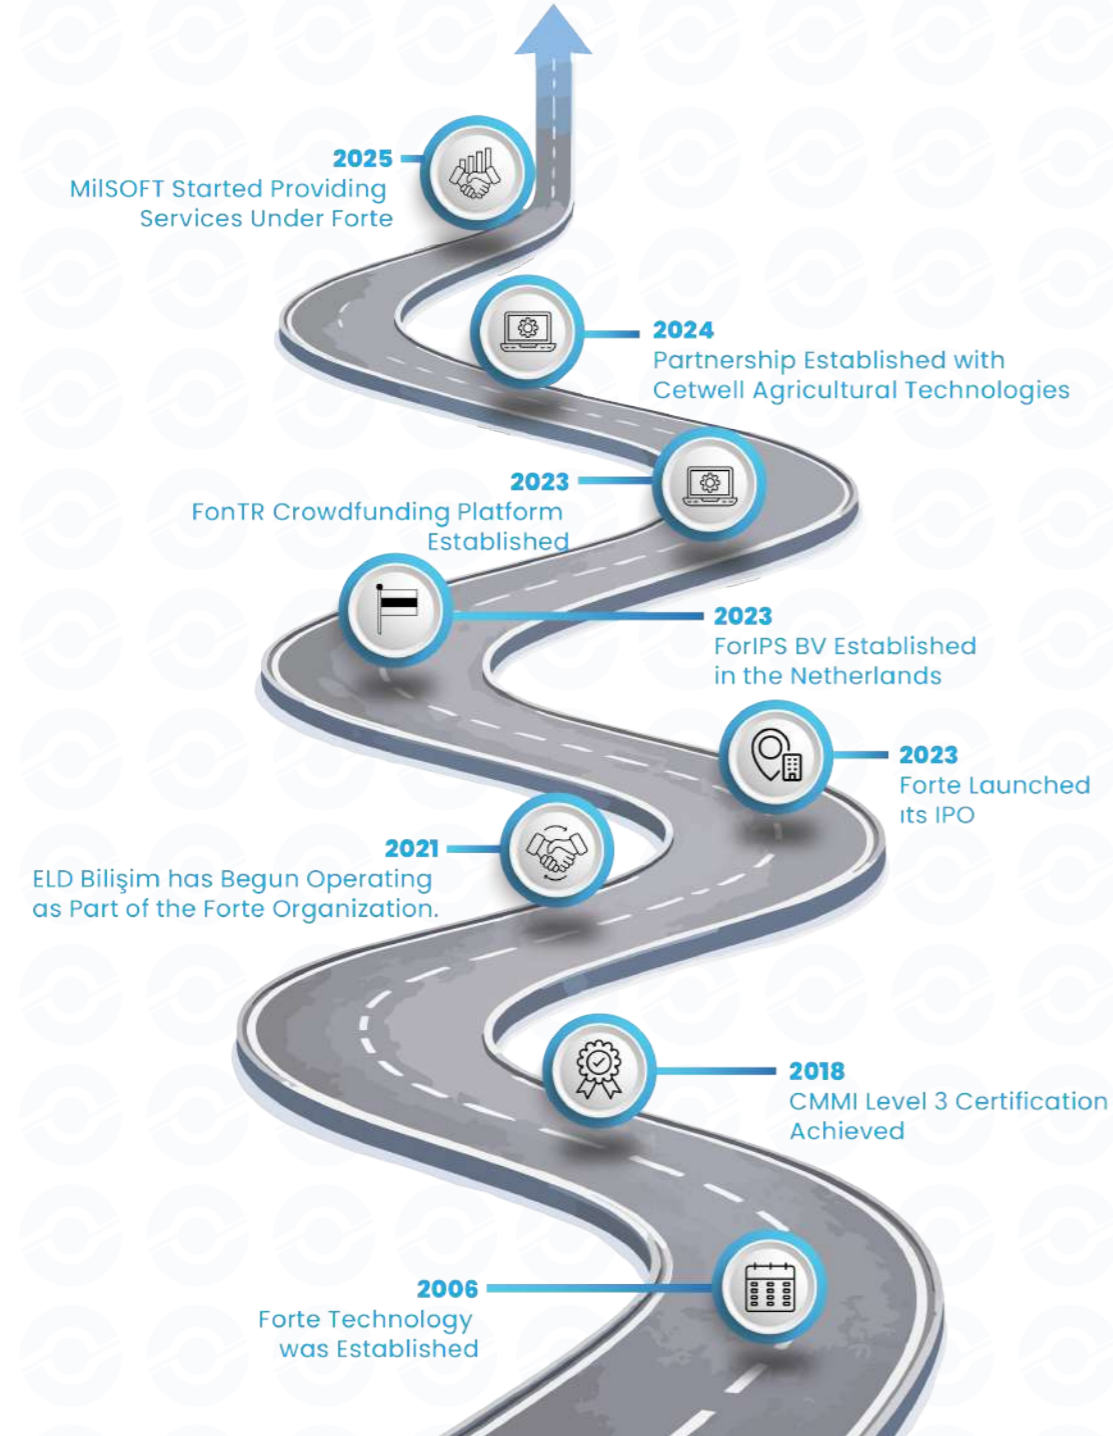 2025
MilSOFT Started Providing
Services Under Forte
2024
Partnership Established with
Cetwell Agricultural Technologies
2023
FonTR Crowdfunding Platform
Established
2023
ForIPS BV Established
in the Netherlands
2023
Forte Launched
ıts IPO
2021
ELD Bilişim has Begun Operating
as Part of the Forte Organization.
2018
CMMI Level 3 Certification
Achieved
2006
Forte Technology
was Established